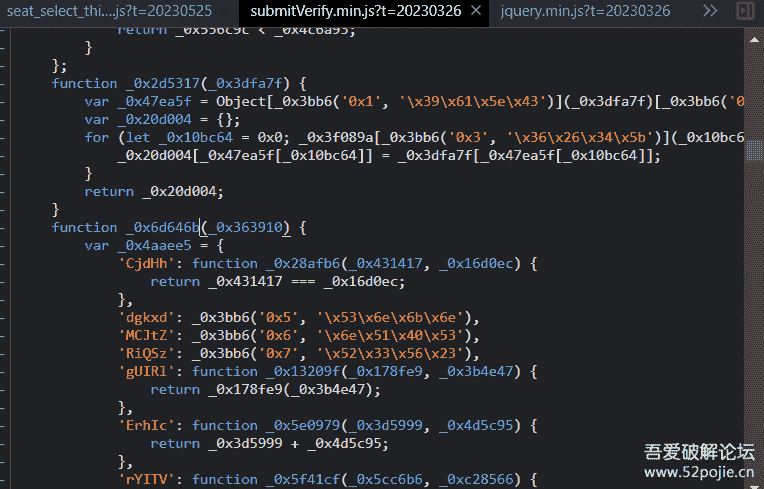 seat_select_thi....js?t=20230525 submitVerify.min.js?t=20230326 × jquery.min.js?t=20230326 >>
return _0x556c9c < _0x4c6a93;
}
};
function _0x2d5317(_0x3dfa7f) {
var _0x47ea5f = Object[_0x3bb6('0x1', '\x39\x61\x5e\x43')](_0x3dfa7f)[_0x3bb6('0
var _0x20d004 = {};
for (let _0x10bc64 = 0x0; _0x3f089a[_0x3bb6('0x3', '\x36\x26\x34\x5b')](_0x10bc6
_0x20d004[_0x47ea5f[_0x10bc64]] = _0x3dfa7f[_0x47ea5f[_0x10bc64]];
}
return _0x20d004;
}
function _0x6d646b(_0x363910) {
var _0x4aaee5 = {
'CjdHh': function _0x28afb6(_0x431417, _0x16d0ec) {
return _0x431417 === _0x16d0ec;
},
'dgkxd': _0x3bb6('0x5', '\x53\x6e\x6b\x6e'),
'MCJtZ': _0x3bb6('0x6', '\x6e\x51\x40\x53'),
'RiQSz': _0x3bb6('0x7', '\x52\x33\x56\x23'),
'gUIRl': function _0x13209f(_0x178fe9, _0x3b4e47) {
return _0x178fe9(_0x3b4e47);
},
'ErhIc': function _0x5e0979(_0x3d5999, _0x4d5c95) {
return _0x3d5999 + _0x4d5c95;
},
'rYITV': function _0x5f41cf(_0x5cc6b6, _0xc28566) {
吾爱破解论坛
www.52pojie.cn